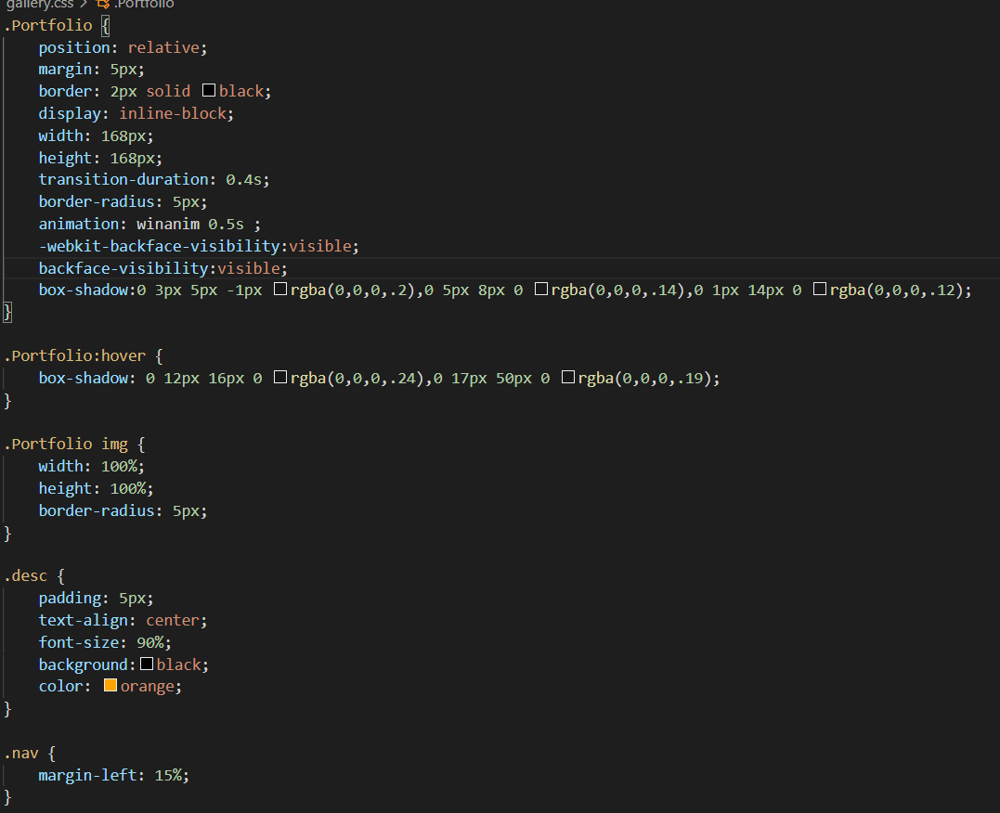 gallery.css > .Portfolio
.Portfolio {
    position: relative;
    margin: 5px;
    border: 2px solid black;
    display: inline-block;
    width: 168px;
    height: 168px;
    transition-duration: 0.4s;
    border-radius: 5px;
    animation: winanim 0.5s ;
    -webkit-backface-visibility:visible;
    backface-visibility:visible;
    box-shadow:0 3px 5px -1px rgba(0,0,0,.2),0 5px 8px 0 rgba(0,0,0,.14),0 1px 14px 0 rgba(0,0,0,.12);
}
.Portfolio:hover {
    box-shadow: 0 12px 16px 0 rgba(0,0,0,.24),0 17px 50px 0 rgba(0,0,0,.19);
}
.Portfolio img {
    width: 100%;
    height: 100%;
    border-radius: 5px;
}
.desc {
    padding: 5px;
    text-align: center;
    font-size: 90%;
    background:black;
    color: orange;
}
.nav {
    margin-left: 15%;
}